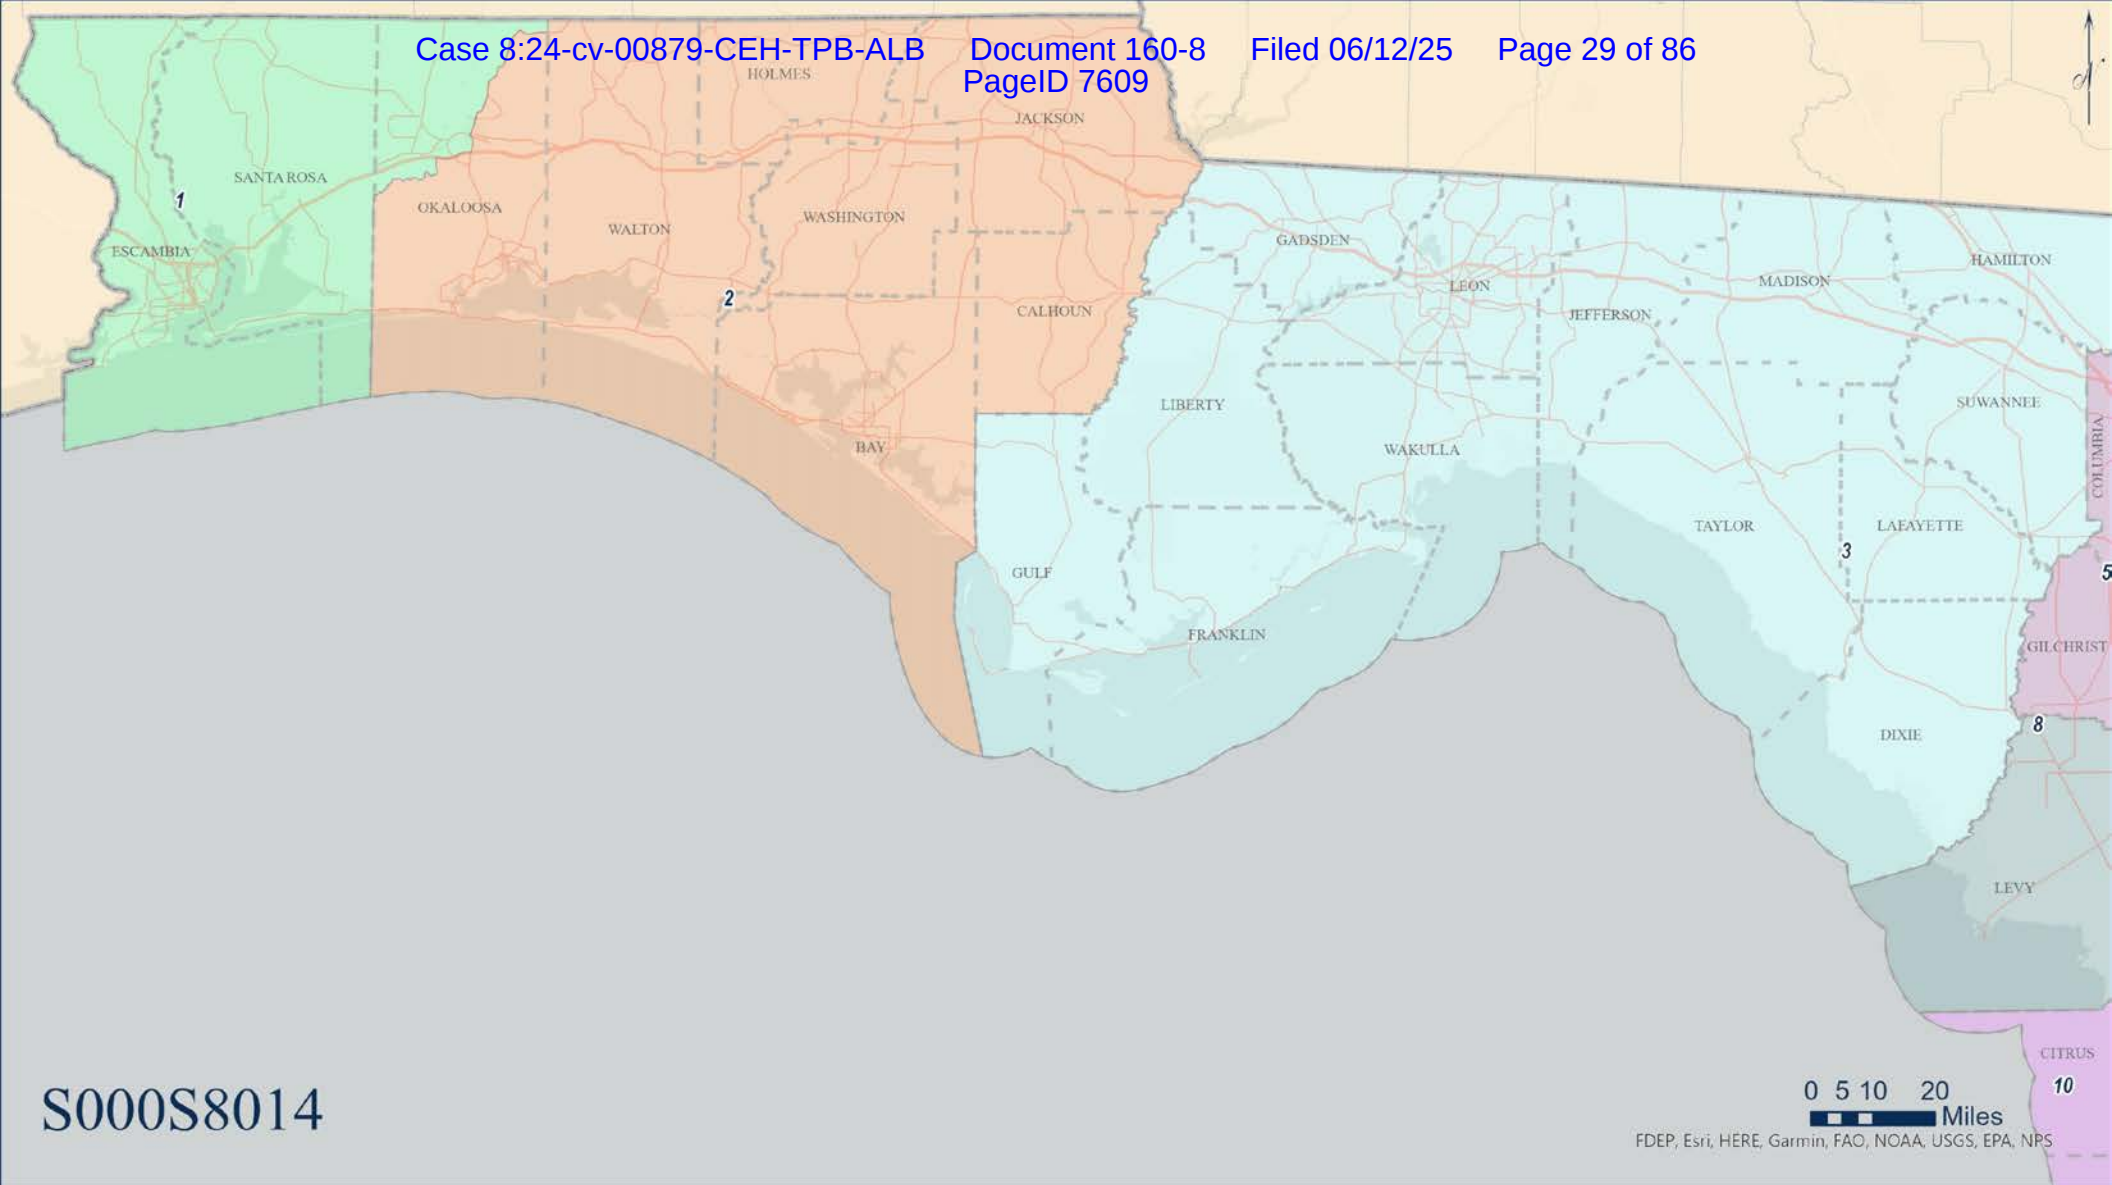 Case 8:24-cv-00879-CEH-TPB-ALB Document 160-8 Filed 06/12/25 Page 29 of 86
PageID 7609
HOLMES
JACKSON
SANTA ROSA
1
OKALOOSA
WASHINGTON
WALTON
GADSDEN
ESCAMBIA
HAMILTON
MADISON
LEON
2
CALHOUN
JEFFERSON
LIBERTY
SUWANNEE
BAY
WAKULLA
COLUMBIA
TAYLOR
LAFAYETTE
3
GULF
5
FRANKLIN
GILCHRIST
8
DIXIE
LEVY
CITRUS
10
S000S8014
0 5 10 20
Miles
FDEP, Esri, HERE, Garmin, FAO, NOAA, USGS, EPA, NPS
N